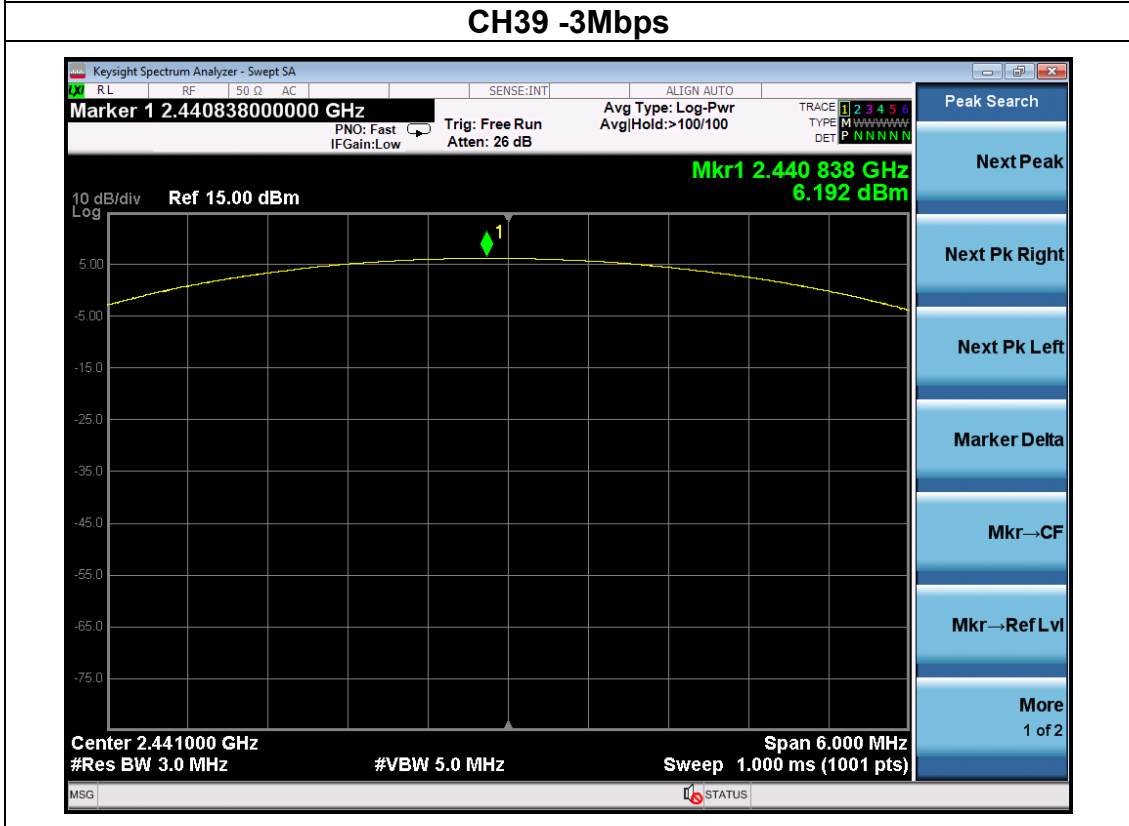 CH39 -3Mbps
Keysight Spectrum Analyzer - Swept SA
LXI RL RF 50 Ω AC SENSE:INT ALIGN AUTO
Marker 1 2.440838000000 GHz
PNO: Fast
IFGain:Low
Trig: Free Run
Atten: 26 dB
Avg Type: Log-Pwr
Avg|Hold:>100/100
TRACE 1 2 3 4 5 6
TYPE M WWWWW
DET P N N N N N
Mkr1 2.440 838 GHz
6.192 dBm
10 dB/div Ref 15.00 dBm
Log
1
5.00
-5.00
-15.0
-25.0
-35.0
-45.0
-55.0
-65.0
-75.0
Center 2.441000 GHz Span 6.000 MHz
#Res BW 3.0 MHz #VBW 5.0 MHz Sweep 1.000 ms (1001 pts)
MSG STATUS
Peak Search
Next Peak
Next Pk Right
Next Pk Left
Marker Delta
Mkr→CF
Mkr→Ref Lvl
More
1 of 2